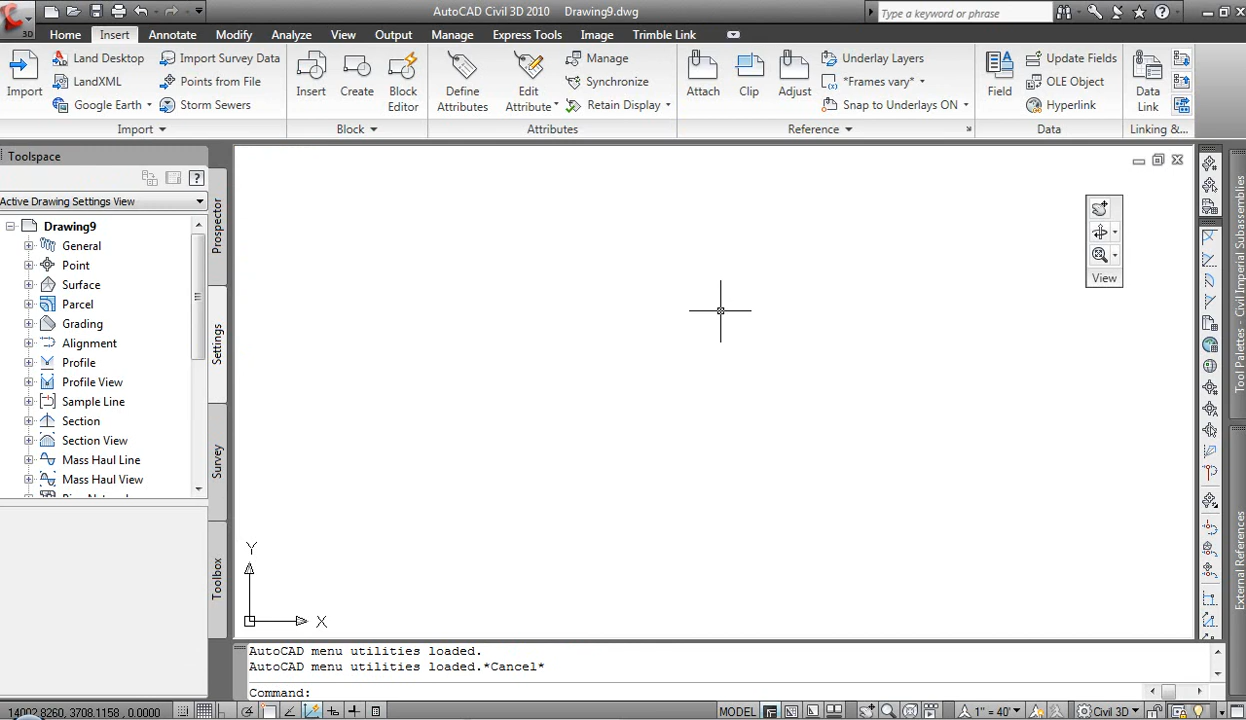 AutoCAD Civil 3D 2010 Drawing9.dwg
Type a keyword or phrase
3D
Home Insert Annotate Modify Analyze View Output Manage Express Tools Image Trimble Link
Import
Land Desktop
LandXML
Google Earth
Import Survey Data
Points from File
Storm Sewers
Import
Insert
Create
Block Editor
Block
Define Attributes
Edit Attribute
Manage
Synchronize
Retain Display
Attributes
Attach
Clip
Adjust
Underlay Layers
*Frames vary*
Snap to Underlays ON
Reference
Field
Update Fields
OLE Object
Hyperlink
Data
Data Link
Linking &...
Toolspace
Active Drawing Settings View
Drawing9
General
Point
Surface
Parcel
Grading
Alignment
Profile
Profile View
Sample Line
Section
Section View
Mass Haul Line
Mass Haul View
Prospector
Settings
Survey
Toolbox
View
Y
X
Tool Palettes - Civil Imperial Subassemblies
External References
AutoCAD menu utilities loaded.
AutoCAD menu utilities loaded.*Cancel*
Command:
14002.8260, 3708.1158, 0.0000
MODEL
1" = 40'
Civil 3D